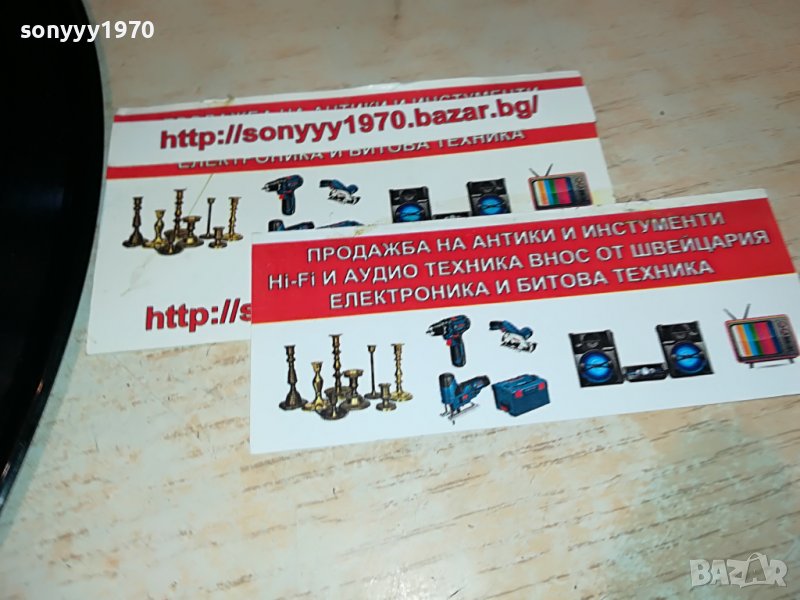 sonyyy1970
http://sonyyy1970.bazar.bg/
ЕЛЕКТРОНИКА И БИТОВА ТЕХНИКА
http://s
ПРОДАЖБА НА АНТИКИ И ИНСТУМЕНТИ
Hi-Fi И АУДИО ТЕХНИКА ВНОС ОТ ШВЕЙЦАРИЯ
ЕЛЕКТРОНИКА И БИТОВА ТЕХНИКА
BAZAR